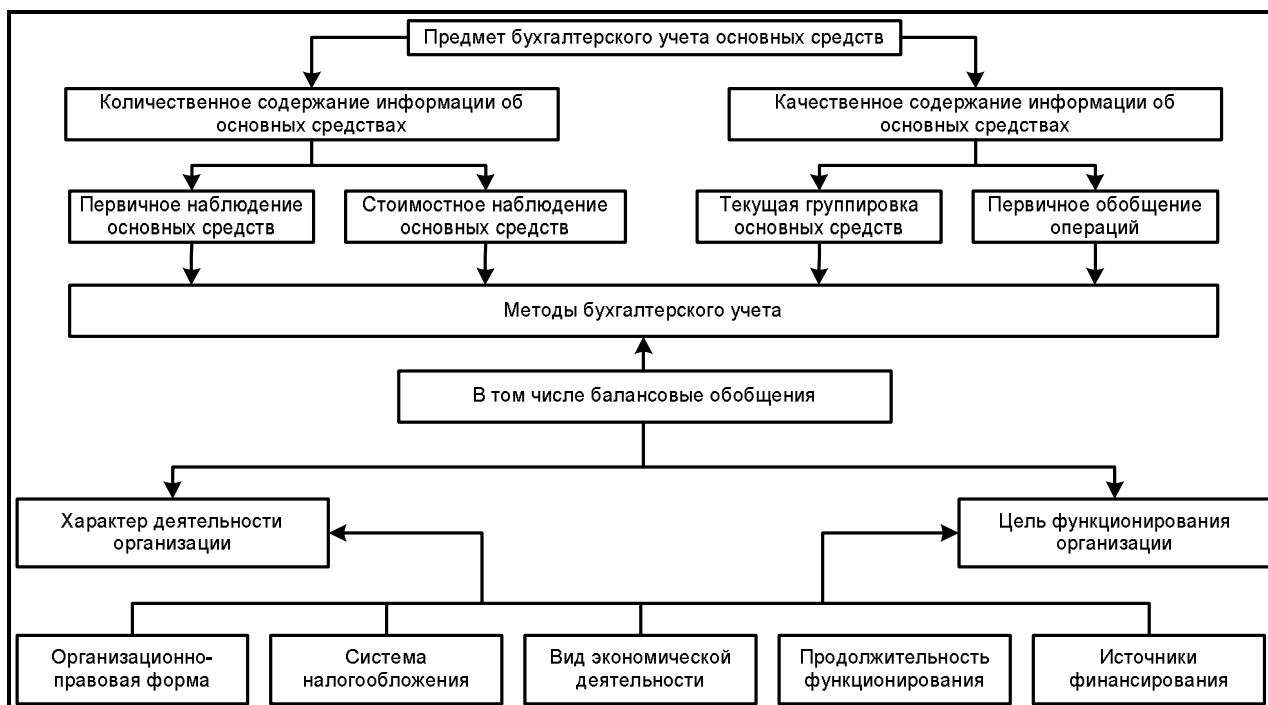 Предмет бухгалтерского учета основных средств
Количественное содержание информации об
основных средствах
Качественное содержание информации об
основных средствах
Первичное наблюдение
основных средств
Стоимостное наблюдение
основных средств
Текущая группировка
основных средств
Первичное обобщение
операций
Методы бухгалтерского учета
В том числе балансовые обобщения
Характер деятельности
организации
Цель функционирования
организации
Организационно-
правовая форма
Система
налогообложения
Вид экономической
деятельности
Продолжительность
функционирования
Источники
финансирования